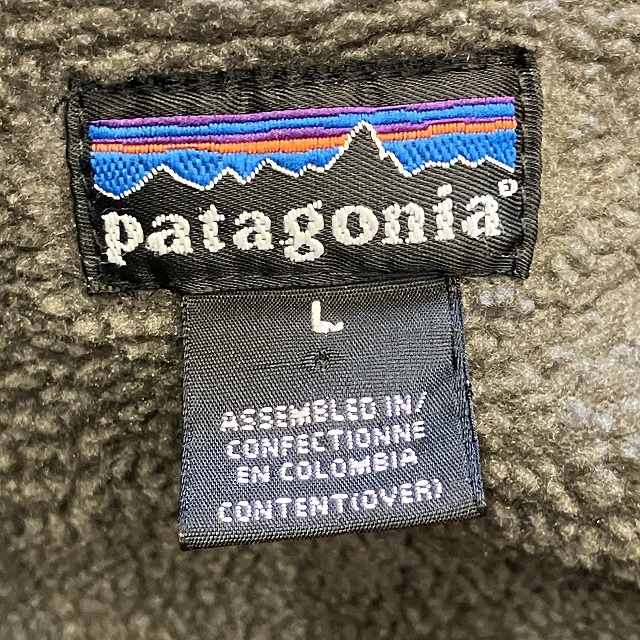 patagonia®
L
ASSEMBLED IN/
CONFECTIONNE
EN COLOMBIA
CONTENT(OVER)